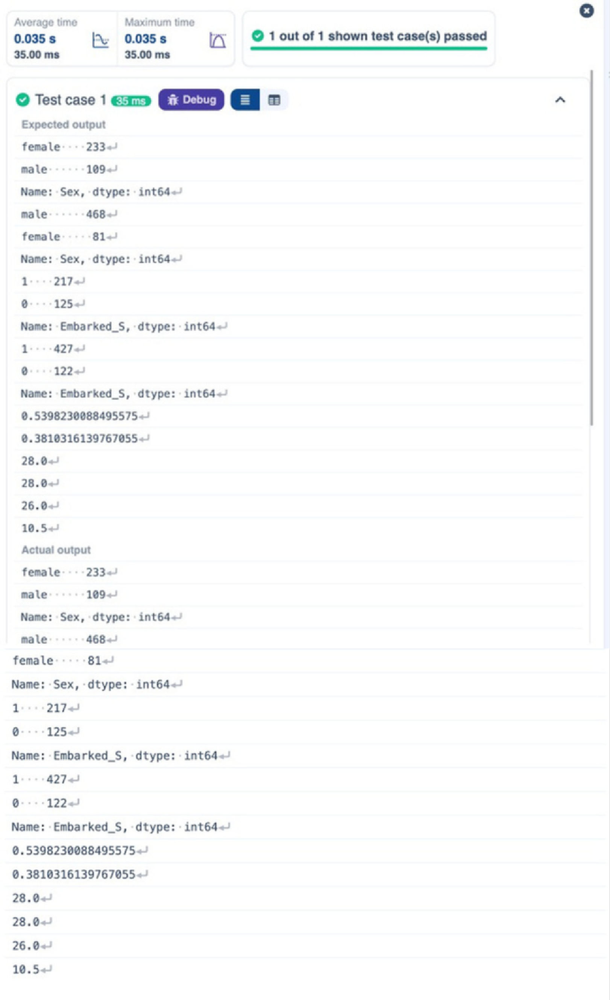 Average time
0.035 s
35.00 ms
Maximum time
0.035 s
35.00 ms
1 out of 1 shown test case(s) passed
Test case 1 35 ms Debug
Expected output
female····233↵
male······109↵
Name:·Sex,·dtype:·int64↵
male······468↵
female·····81↵
Name:·Sex,·dtype:·int64↵
1····217↵
0····125↵
Name:·Embarked_S,·dtype:·int64↵
1····427↵
0····122↵
Name:·Embarked_S,·dtype:·int64↵
0.5398230088495575↵
0.3810316139767055↵
28.0↵
28.0↵
26.0↵
10.5↵
Actual output
female····233↵
male······109↵
Name:·Sex,·dtype:·int64↵
male······468↵
female·····81↵
Name:·Sex,·dtype:·int64↵
1····217↵
0····125↵
Name:·Embarked_S,·dtype:·int64↵
1····427↵
0····122↵
Name:·Embarked_S,·dtype:·int64↵
0.5398230088495575↵
0.3810316139767055↵
28.0↵
28.0↵
26.0↵
10.5↵